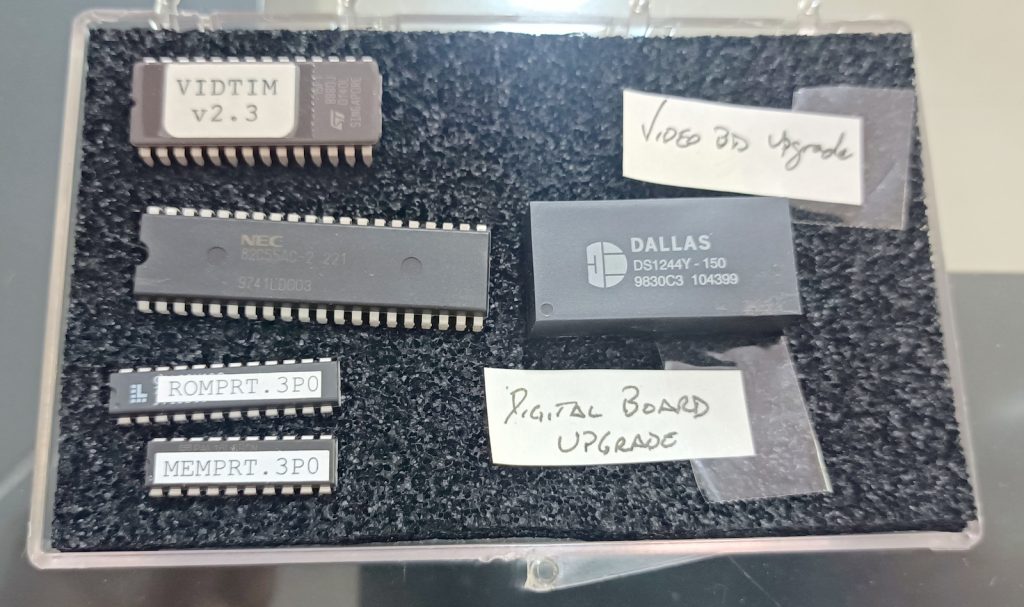 VIDTIM
v2.3
SINGAPORE
VIDEO BD Upgrade
NEC
82C55AC-2 221
9741LD003
DALLAS
DS1244Y-150
9830C3 104399
DIGITAL BOARD
UPGRADE
ROMPRT.3P0
MEMPRT.3P0